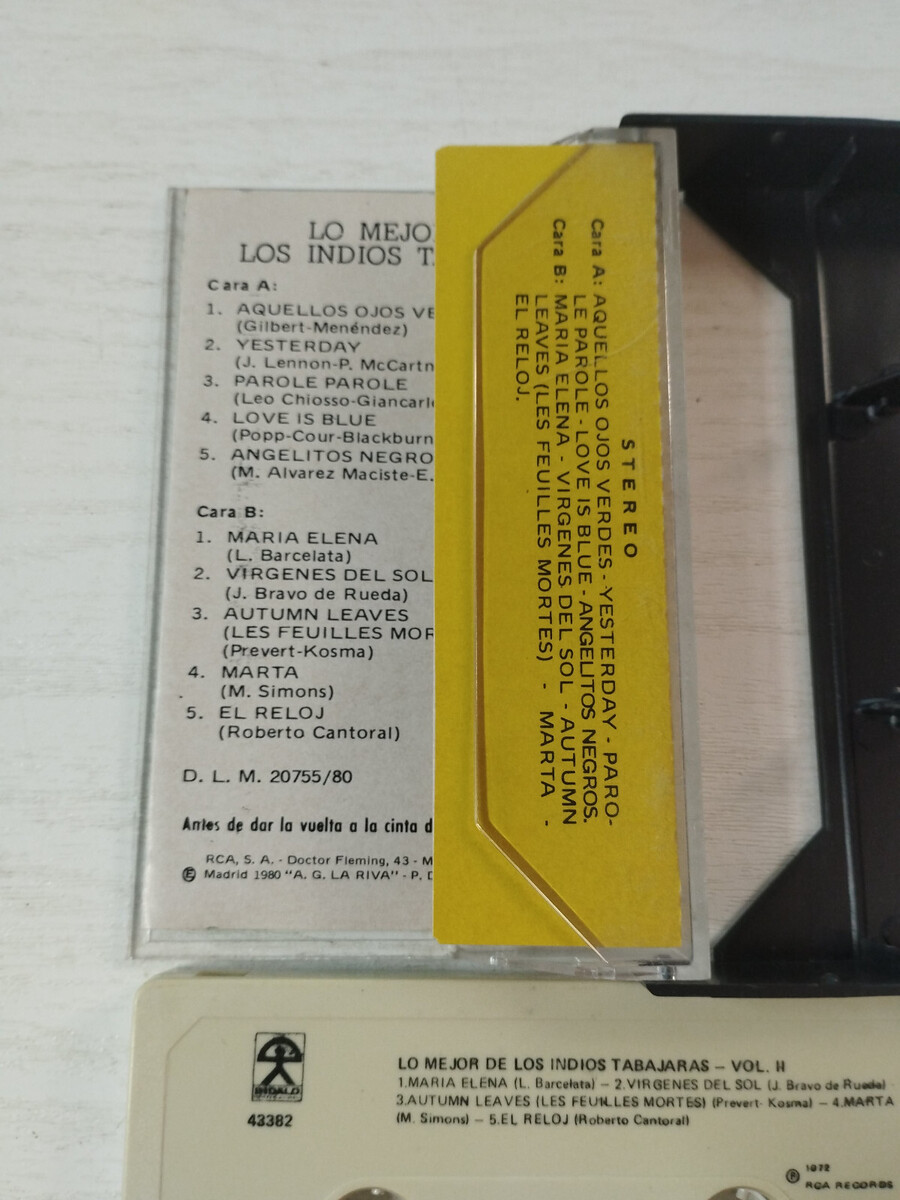 LO MEJO
LOS INDIOS TA
Cara A:
1. AQUELLOS OJOS VE
(Gilbert-Menéndez)
2. YESTERDAY
(J. Lennon-P. McCartn
3. PAROLE PAROLE
(Leo Chiosso-Giancarlo
4. LOVE IS BLUE
(Popp-Cour-Blackburn
5. ANGELITOS NEGRO
(M. Alvarez Maciste-E.
Cara B:
1. MARIA ELENA
(L. Barcelata)
2. VIRGENES DEL SOL
(J. Bravo de Rueda)
3. AUTUMN LEAVES
(LES FEUILLES MOR
(Prevert-Kosma)
4. MARTA
(M. Simons)
5. EL RELOJ
(Roberto Cantoral)
D. L. M. 20755/80
Antes de dar la vuelta a la cinta d
RCA, S. A. - Doctor Fleming, 43 - M
Ⓔ Madrid 1980 "A. G. LA RIVA" - P. D
STEREO
Cara A: AQUELLOS OJOS VERDES - YESTERDAY - PARO-
LE PAROLE - LOVE IS BLUE - ANGELITOS NEGROS.
Cara B: MARIA ELENA - VIRGENES DEL SOL - AUTUMN
LEAVES (LES FEUILLES MORTES) - MARTA -
EL RELOJ.
43382
LO MEJOR DE LOS INDIOS TABAJARAS – VOL. II
1.MARIA ELENA (L. Barcelata) – 2.VIRGENES DEL SOL (J. Bravo de Rueda)
3.AUTUMN LEAVES (LES FEUILLES MORTES) (Prevert- Kosma) – 4.MARTA
(M. Simons) – 5.EL RELOJ (Roberto Cantoral)
℗ 1972
RCA RECORDS